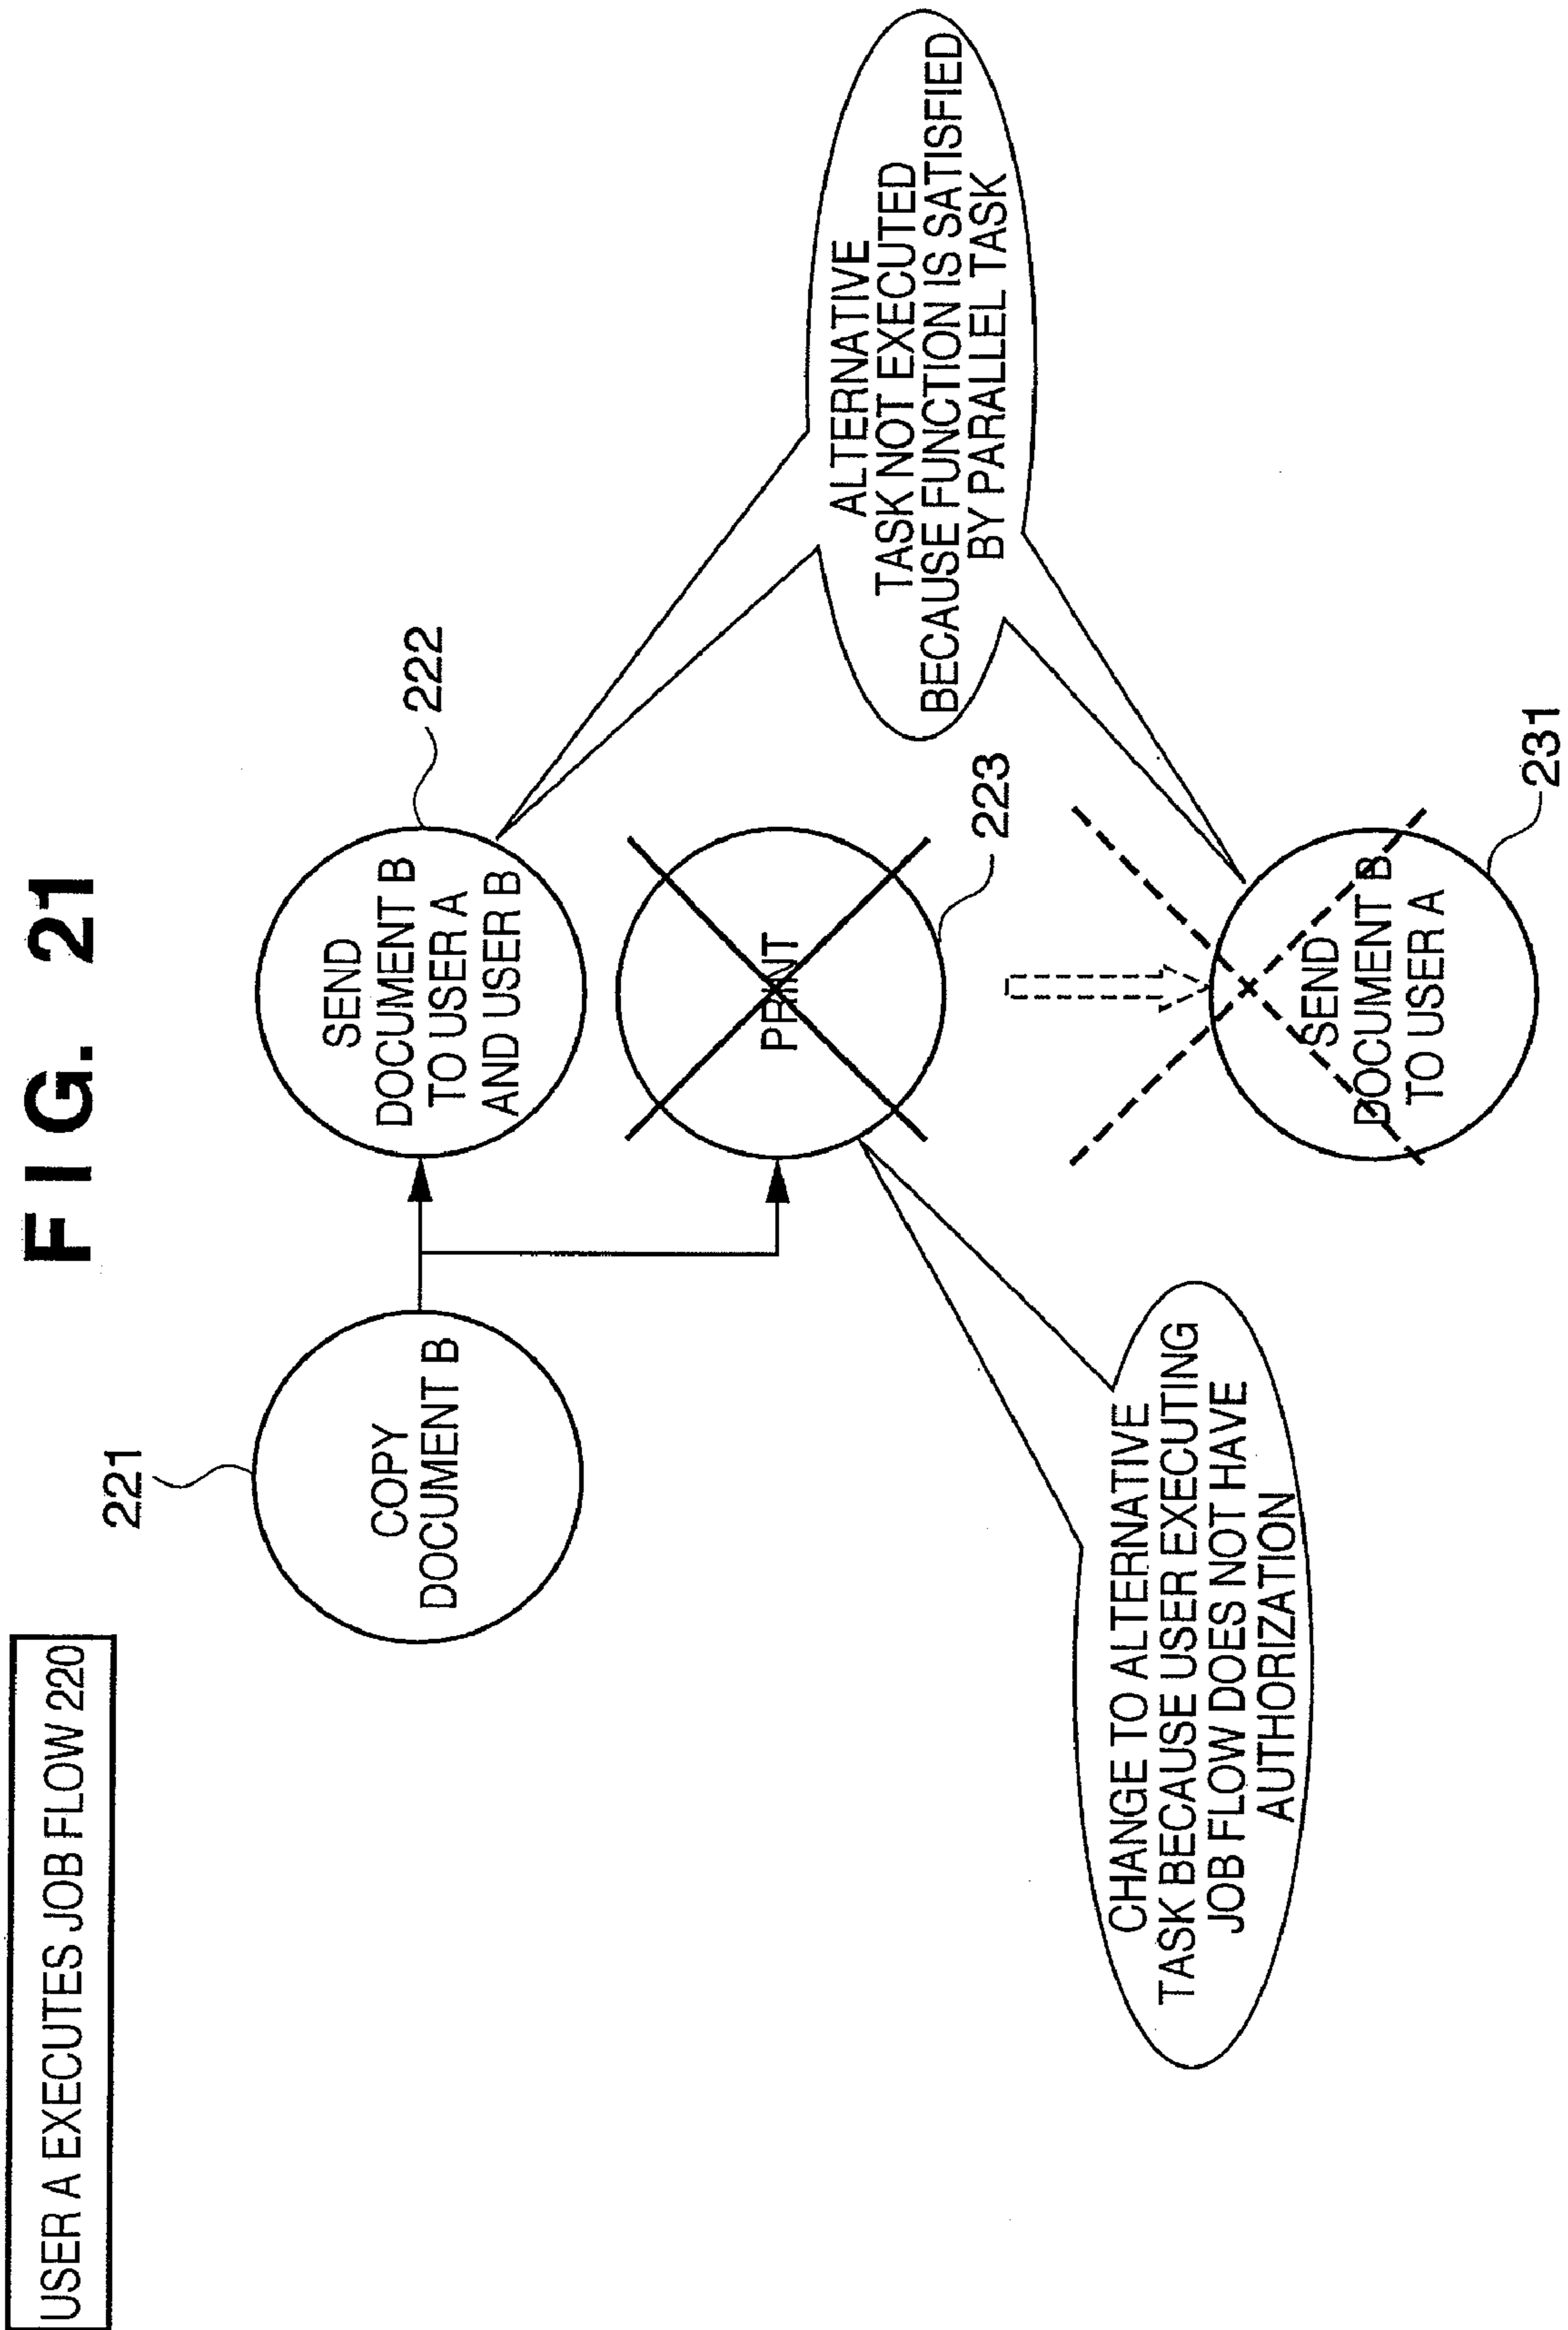 FIG. 21
USER A EXECUTES JOB FLOW 220
221
COPY
DOCUMENT B
222
SEND
DOCUMENT B
TO USER A
AND USER B
PRINT
223
SEND
DOCUMENT B
TO USER A
231
CHANGE TO ALTERNATIVE
TASK BECAUSE USER EXECUTING
JOB FLOW DOES NOT HAVE
AUTHORIZATION
ALTERNATIVE
TASK NOT EXECUTED
BECAUSE FUNCTION IS SATISFIED
BY PARALLEL TASK